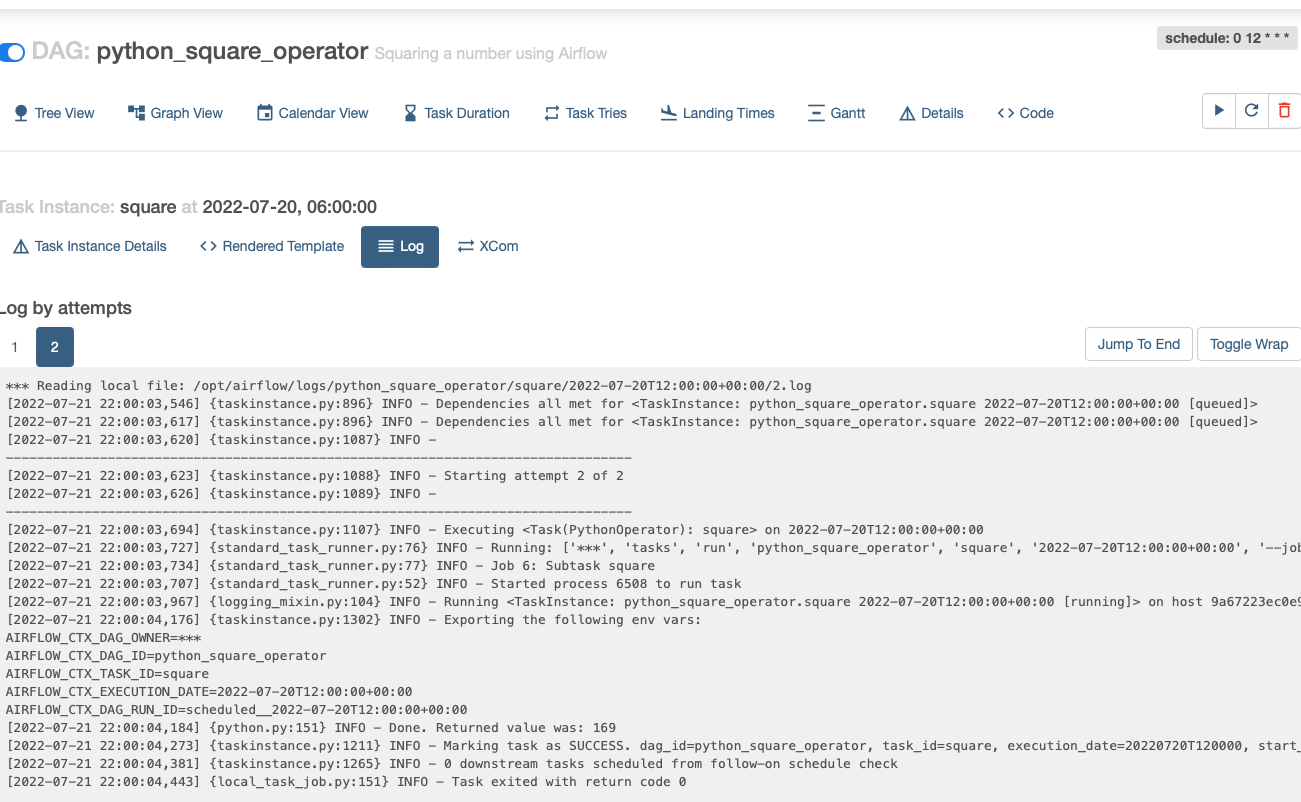 DAG: python_square_operator Squaring a number using Airflow
schedule: 0 12 * * *
Tree View Graph View Calendar View Task Duration Task Tries Landing Times Gantt Details <> Code
Task Instance: square at 2022-07-20, 06:00:00
Task Instance Details <> Rendered Template Log XCom
Log by attempts
1 2
Jump To End Toggle Wrap
*** Reading local file: /opt/airflow/logs/python_square_operator/square/2022-07-20T12:00:00+00:00/2.log
[2022-07-21 22:00:03,546] {taskinstance.py:896} INFO - Dependencies all met for <TaskInstance: python_square_operator.square 2022-07-20T12:00:00+00:00 [queued]>
[2022-07-21 22:00:03,617] {taskinstance.py:896} INFO - Dependencies all met for <TaskInstance: python_square_operator.square 2022-07-20T12:00:00+00:00 [queued]>
[2022-07-21 22:00:03,620] {taskinstance.py:1087} INFO -
--------------------------------------------------------------------------------
[2022-07-21 22:00:03,623] {taskinstance.py:1088} INFO - Starting attempt 2 of 2
[2022-07-21 22:00:03,626] {taskinstance.py:1089} INFO -
--------------------------------------------------------------------------------
[2022-07-21 22:00:03,694] {taskinstance.py:1107} INFO - Executing <Task(PythonOperator): square> on 2022-07-20T12:00:00+00:00
[2022-07-21 22:00:03,727] {standard_task_runner.py:76} INFO - Running: ['***', 'tasks', 'run', 'python_square_operator', 'square', '2022-07-20T12:00:00+00:00', '--job
[2022-07-21 22:00:03,734] {standard_task_runner.py:77} INFO - Job 6: Subtask square
[2022-07-21 22:00:03,707] {standard_task_runner.py:52} INFO - Started process 6508 to run task
[2022-07-21 22:00:03,967] {logging_mixin.py:104} INFO - Running <TaskInstance: python_square_operator.square 2022-07-20T12:00:00+00:00 [running]> on host 9a67223ec0e9
[2022-07-21 22:00:04,176] {taskinstance.py:1302} INFO - Exporting the following env vars:
AIRFLOW_CTX_DAG_OWNER=***
AIRFLOW_CTX_DAG_ID=python_square_operator
AIRFLOW_CTX_TASK_ID=square
AIRFLOW_CTX_EXECUTION_DATE=2022-07-20T12:00:00+00:00
AIRFLOW_CTX_DAG_RUN_ID=scheduled__2022-07-20T12:00:00+00:00
[2022-07-21 22:00:04,184] {python.py:151} INFO - Done. Returned value was: 169
[2022-07-21 22:00:04,273] {taskinstance.py:1211} INFO - Marking task as SUCCESS. dag_id=python_square_operator, task_id=square, execution_date=20220720T120000, start_
[2022-07-21 22:00:04,381] {taskinstance.py:1265} INFO - 0 downstream tasks scheduled from follow-on schedule check
[2022-07-21 22:00:04,443] {local_task_job.py:151} INFO - Task exited with return code 0